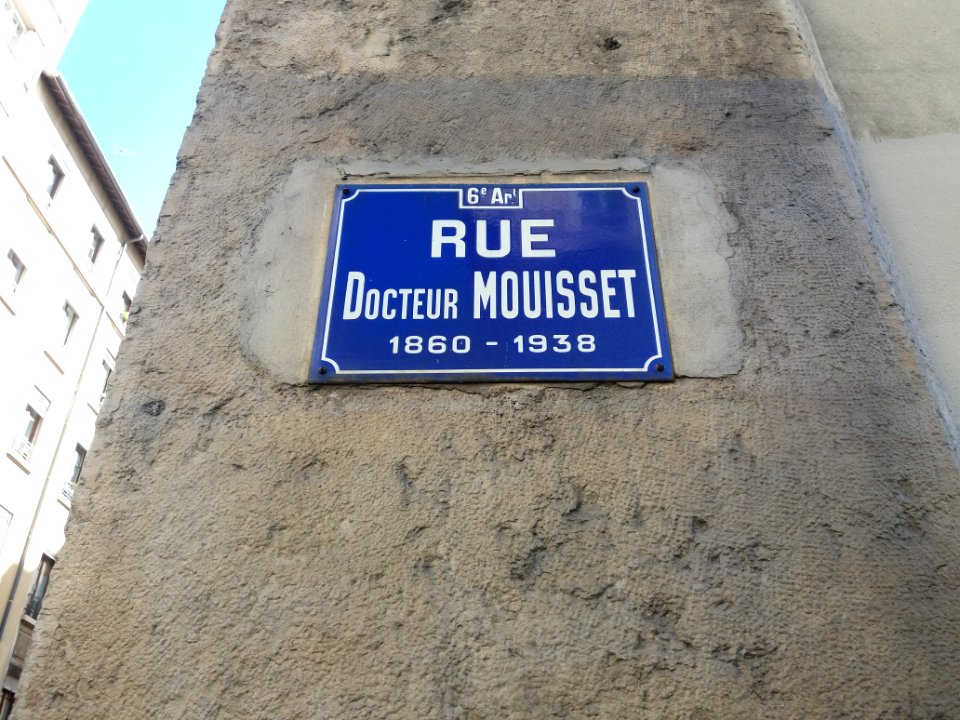 6e Art
RUE
DOCTEUR MOUISSET
1860 - 1938